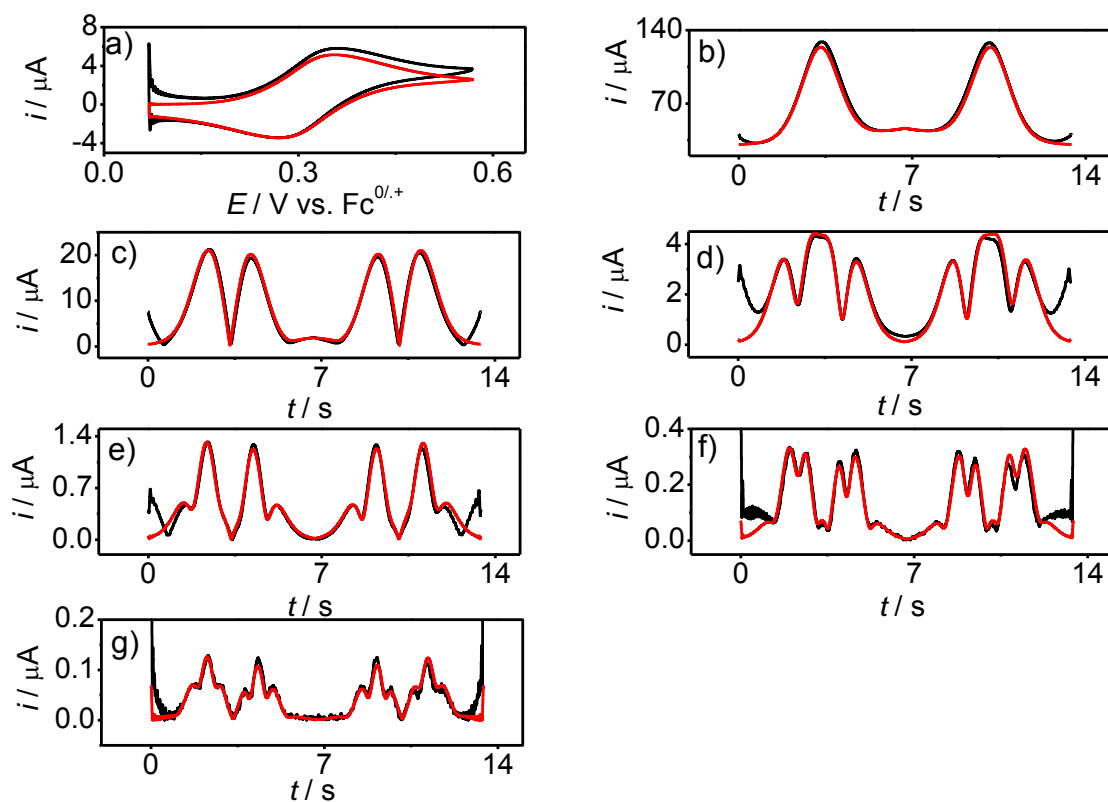 a)
i / μA
8
4
0
-4
0.0 0.3 0.6
E / V vs. Fc0/.+
b)
i / μA
140
70
0 7 14
t / s
c)
i / μA
20
10
0
0 7 14
t / s
d)
i / μA
4
2
0
0 7 14
t / s
e)
i / μA
1.4
0.7
0.0
0 7 14
t / s
f)
i / μA
0.4
0.2
0.0
0 7 14
t / s
g)
i / μA
0.2
0.1
0.0
0 7 14
t / s